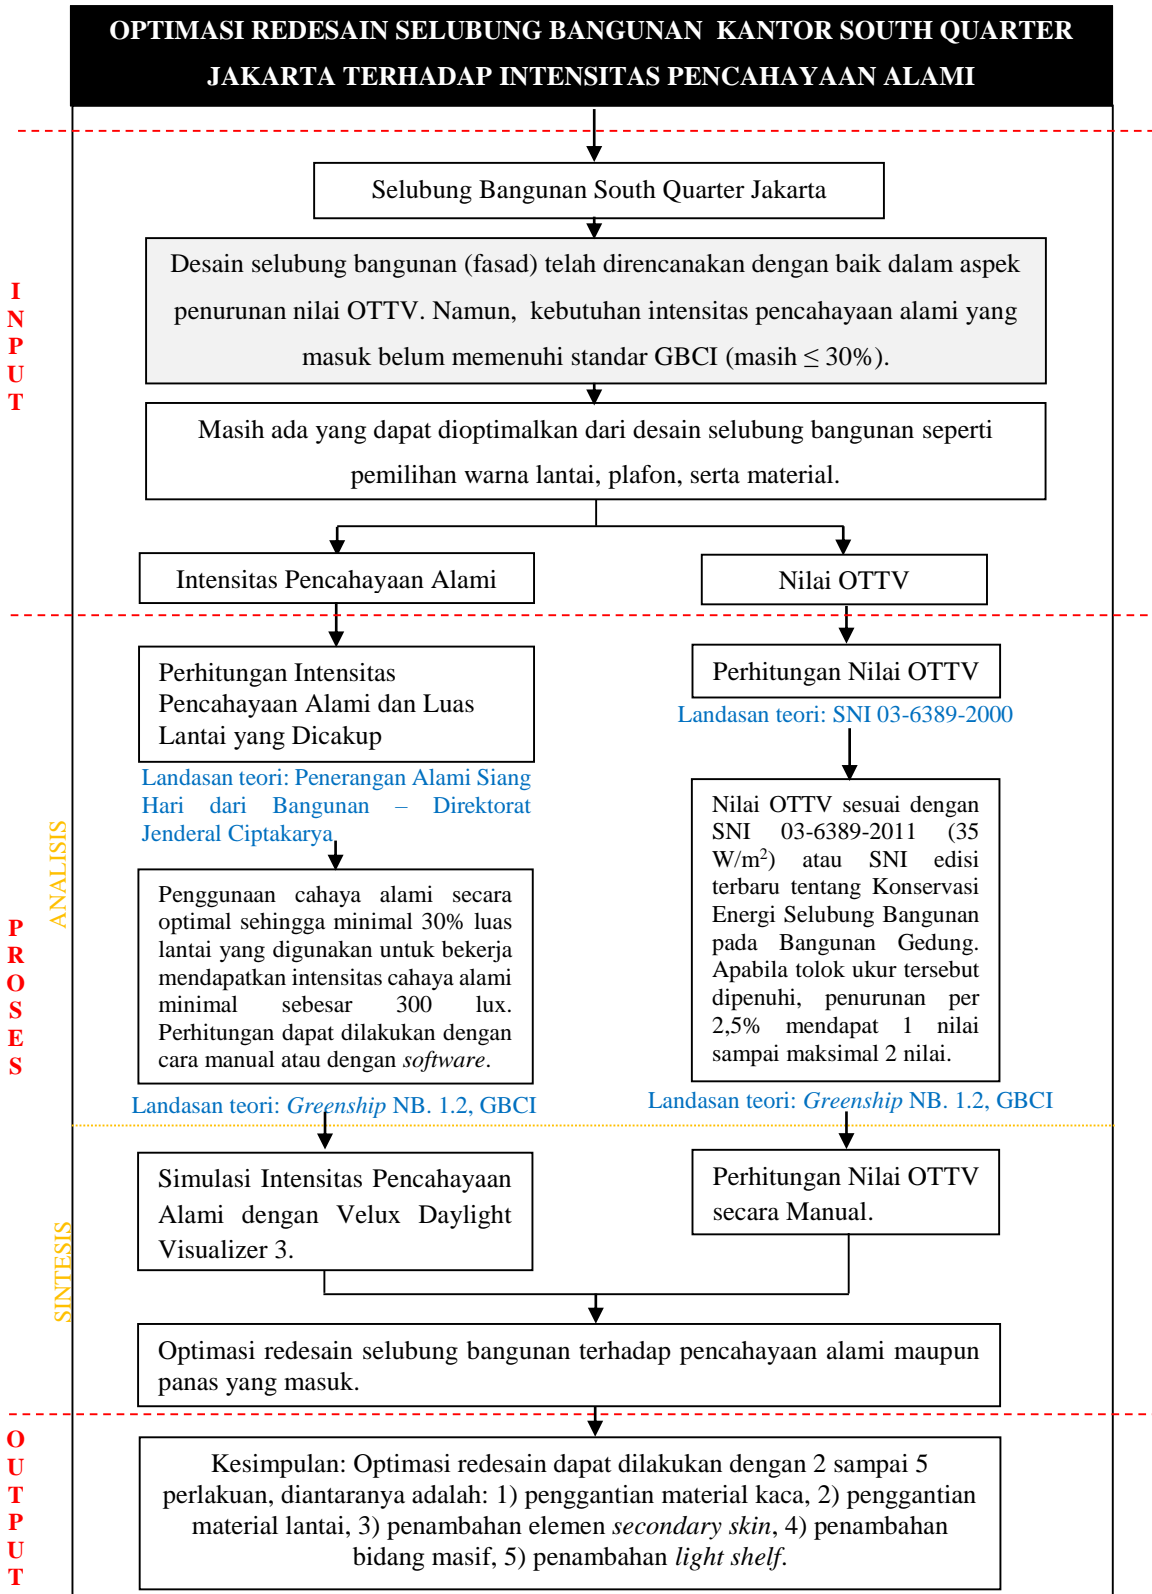 OPTIMASI REDESAIN SELUBUNG BANGUNAN KANTOR SOUTH QUARTER
JAKARTA TERHADAP INTENSITAS PENCAHAYAAN ALAMI
INPUT
Selubung Bangunan South Quarter Jakarta
Desain selubung bangunan (fasad) telah direncanakan dengan baik dalam aspek
penurunan nilai OTTV. Namun, kebutuhan intensitas pencahayaan alami yang
masuk belum memenuhi standar GBCI (masih ≤ 30%).
Masih ada yang dapat dioptimalkan dari desain selubung bangunan seperti
pemilihan warna lantai, plafon, serta material.
Intensitas Pencahayaan Alami
Nilai OTTV
PROSES
ANALISIS
Perhitungan Intensitas
Pencahayaan Alami dan Luas
Lantai yang Dicakup
Landasan teori: Penerangan Alami Siang
Hari dari Bangunan – Direktorat
Jenderal Ciptakarya
Penggunaan cahaya alami secara
optimal sehingga minimal 30% luas
lantai yang digunakan untuk bekerja
mendapatkan intensitas cahaya alami
minimal sebesar 300 lux.
Perhitungan dapat dilakukan dengan
cara manual atau dengan software.
Landasan teori: Greenship NB. 1.2, GBCI
Perhitungan Nilai OTTV
Landasan teori: SNI 03-6389-2000
Nilai OTTV sesuai dengan
SNI 03-6389-2011 (35
W/m²) atau SNI edisi
terbaru tentang Konservasi
Energi Selubung Bangunan
pada Bangunan Gedung.
Apabila tolok ukur tersebut
dipenuhi, penurunan per
2,5% mendapat 1 nilai
sampai maksimal 2 nilai.
Landasan teori: Greenship NB. 1.2, GBCI
SINTESIS
Simulasi Intensitas Pencahayaan
Alami dengan Velux Daylight
Visualizer 3.
Perhitungan Nilai OTTV
secara Manual.
Optimasi redesain selubung bangunan terhadap pencahayaan alami maupun
panas yang masuk.
OUTPUT
Kesimpulan: Optimasi redesain dapat dilakukan dengan 2 sampai 5
perlakuan, diantaranya adalah: 1) penggantian material kaca, 2) penggantian
material lantai, 3) penambahan elemen secondary skin, 4) penambahan
bidang masif, 5) penambahan light shelf.